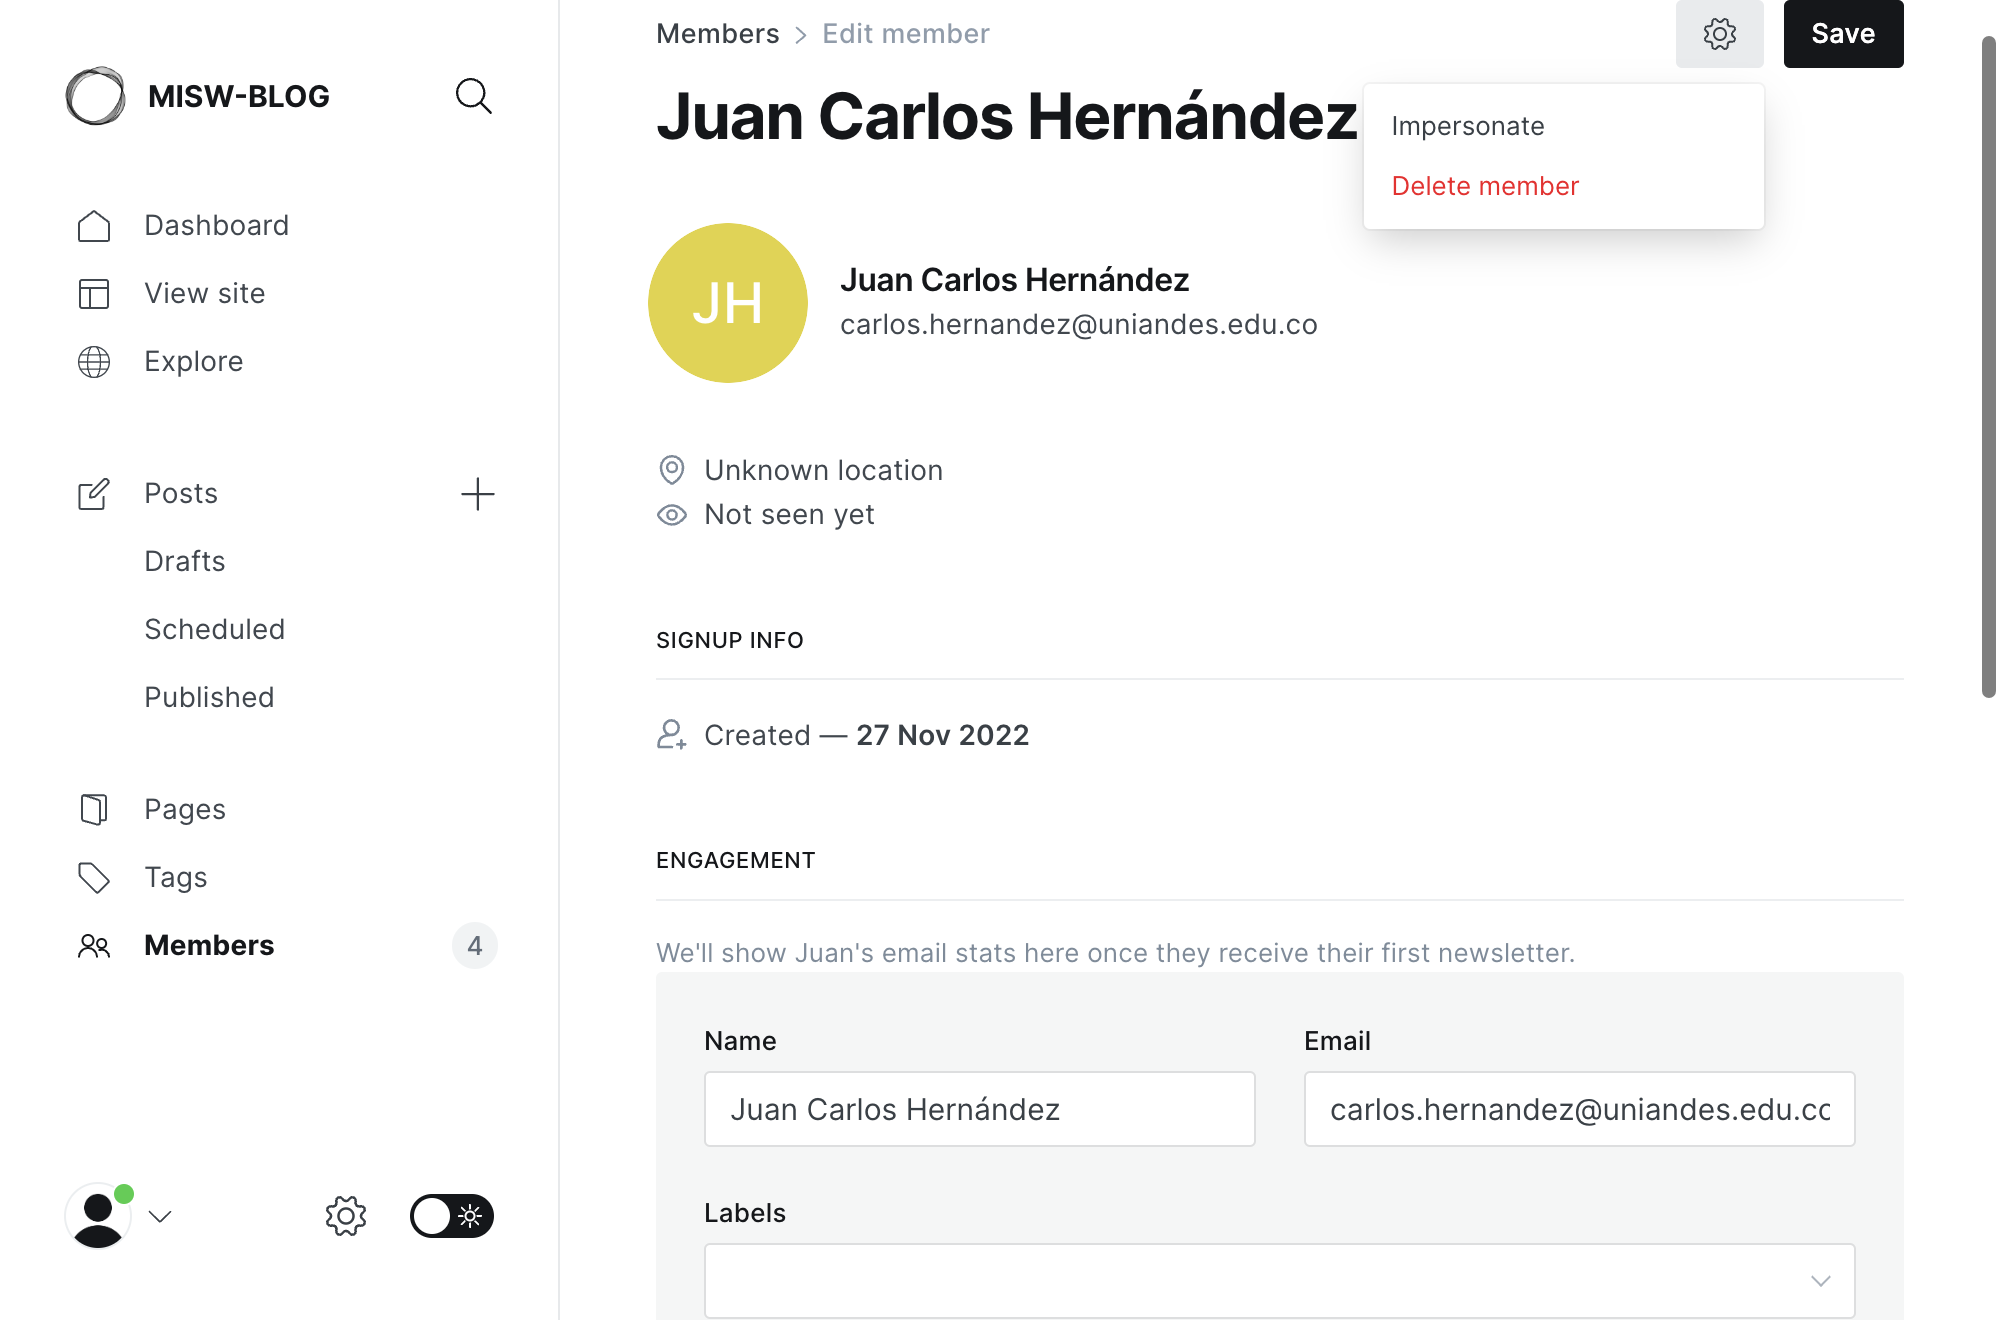 MISW-BLOG
Dashboard
View site
Explore
Posts
Drafts
Scheduled
Published
Pages
Tags
Members
4
Members > Edit member
Save
Juan Carlos Hernández
Impersonate
Delete member
JH
Juan Carlos Hernández
carlos.hernandez@uniandes.edu.co
Unknown location
Not seen yet
SIGNUP INFO
Created — 27 Nov 2022
ENGAGEMENT
We'll show Juan's email stats here once they receive their first newsletter.
Name
Email
Juan Carlos Hernández
carlos.hernandez@uniandes.edu.co
Labels